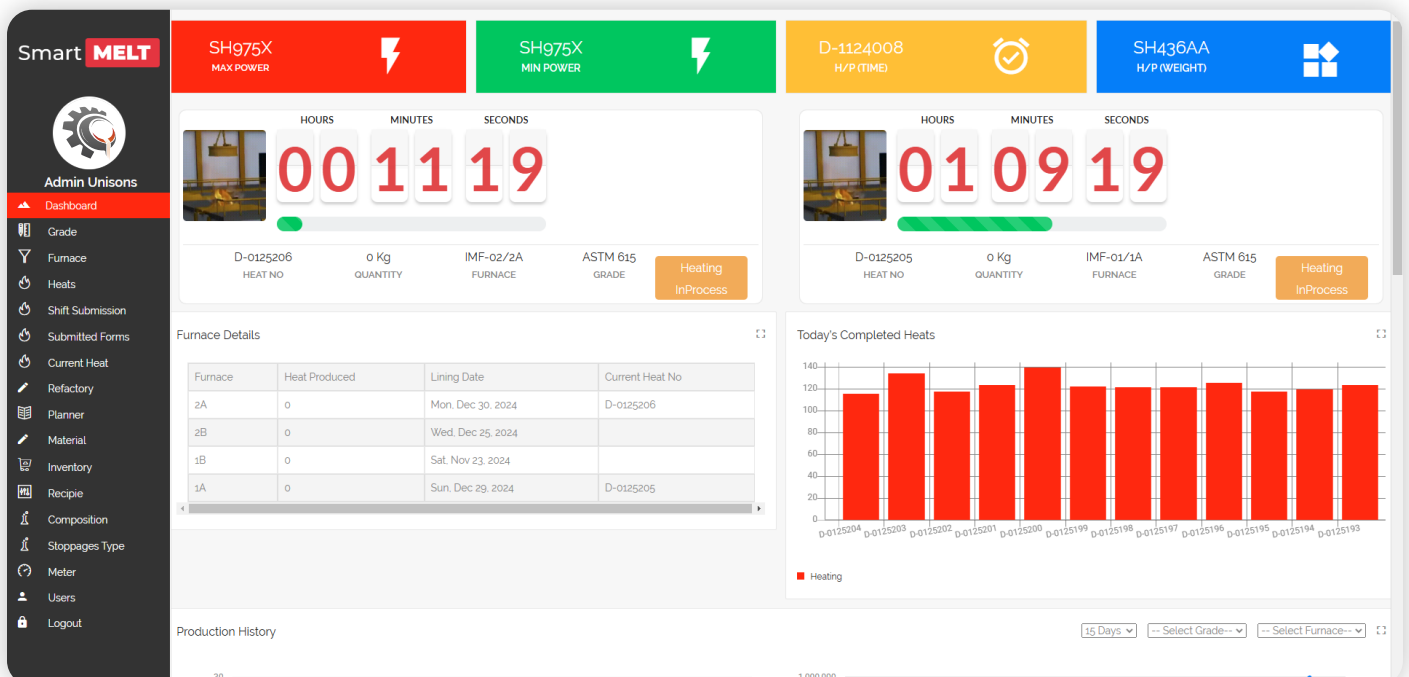 Smart MELT
Admin Unisons
Dashboard
Grade
Furnace
Heats
Shift Submission
Submitted Forms
Current Heat
Refactory
Planner
Material
Inventory
Recipie
Composition
Stoppages Type
Meter
Users
Logout
SH975X
MAX POWER
SH975X
MIN POWER
D-1124008
H/P (TIME)
SH436AA
H/P (WEIGHT)
HOURS MINUTES SECONDS
00 11 19
D-0125206 0 Kg IMF-02/2A ASTM 615
HEAT NO QUANTITY FURNACE GRADE
Heating
InProcess
HOURS MINUTES SECONDS
01 09 19
D-0125205 0 Kg IMF-01/1A ASTM 615
HEAT NO QUANTITY FURNACE GRADE
Heating
InProcess
Furnace Details
Furnace Heat Produced Lining Date Current Heat No
2A 0 Mon, Dec 30, 2024 D-0125206
2B 0 Wed, Dec 25, 2024
1B 0 Sat, Nov 23, 2024
1A 0 Sun, Dec 29, 2024 D-0125205
Today's Completed Heats
140
120
100
80
60
40
20
0
D-0125204 D-0125203 D-0125202 D-0125201 D-0125200 D-0125199 D-0125198 D-0125197 D-0125196 D-0125195 D-0125194 D-0125193
Heating
Production History
15 Days -- Select Grade-- -- Select Furnace--